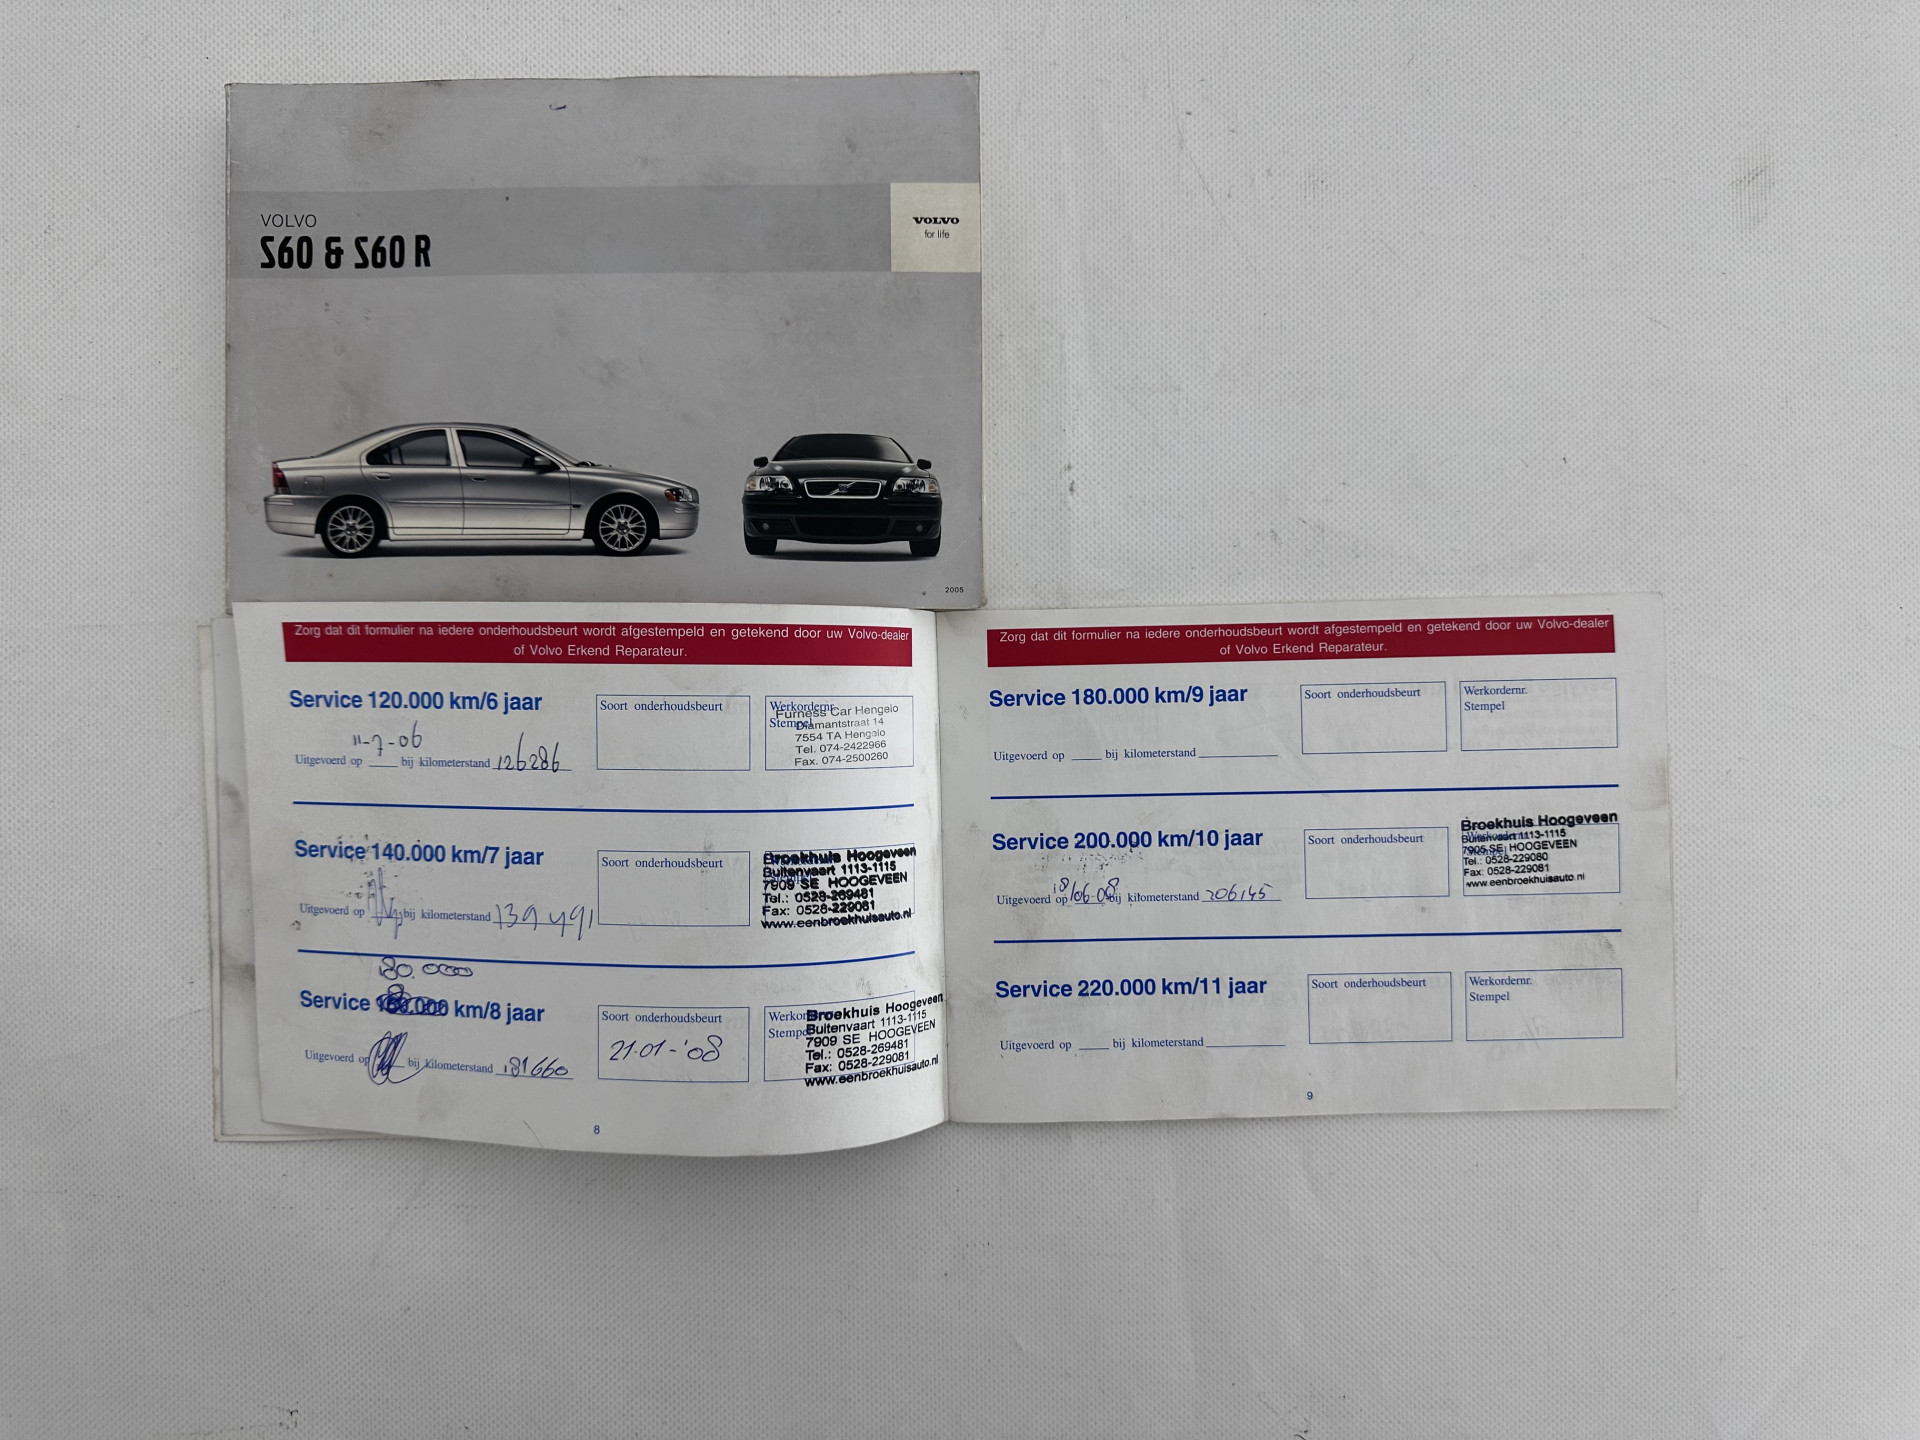 VOLVO
S60 & S60 R
VOLVO
for life
2005
Zorg dat dit formulier na iedere onderhoudsbeurt wordt afgestempeld en getekend door uw Volvo-dealer
of Volvo Erkend Reparateur.
Service 120.000 km/6 jaar
11-7-06
Uitgevoerd op bij kilometerstand 126286
Soort onderhoudsbeurt
Werkordernr.
Stempel
Furness Car Hengelo
Diamantstraat 14
7554 TA Hengelo
Tel. 074-2422966
Fax. 074-2500260
Service 140.000 km/7 jaar
Uitgevoerd op bij kilometerstand 139491
Soort onderhoudsbeurt
Broekhuis Hoogeveen
Buitenvaart 1113-1115
7909 SE HOOGEVEEN
Tel.: 0528-269481
Fax: 0528-229081
www.eenbroekhuisauto.nl
180.000
Service 160.000 km/8 jaar
Uitgevoerd op bij kilometerstand 181660
Soort onderhoudsbeurt
21-01-'08
Broekhuis Hoogeveen
Buitenvaart 1113-1115
7909 SE HOOGEVEEN
Tel.: 0528-269481
Fax: 0528-229081
www.eenbroekhuisauto.nl
8
Zorg dat dit formulier na iedere onderhoudsbeurt wordt afgestempeld en getekend door uw Volvo-dealer
of Volvo Erkend Reparateur.
Service 180.000 km/9 jaar
Uitgevoerd op bij kilometerstand
Soort onderhoudsbeurt
Werkordernr.
Stempel
Service 200.000 km/10 jaar
Uitgevoerd op 18/06-08 bij kilometerstand 206145
Soort onderhoudsbeurt
Broekhuis Hoogeveen
Buitenvaart 1113-1115
7905 SE HOOGEVEEN
Tel.: 0528-229080
Fax: 0528-229081
www.eenbroekhuisauto.nl
Service 220.000 km/11 jaar
Uitgevoerd op bij kilometerstand
Soort onderhoudsbeurt
Werkordernr.
Stempel
9